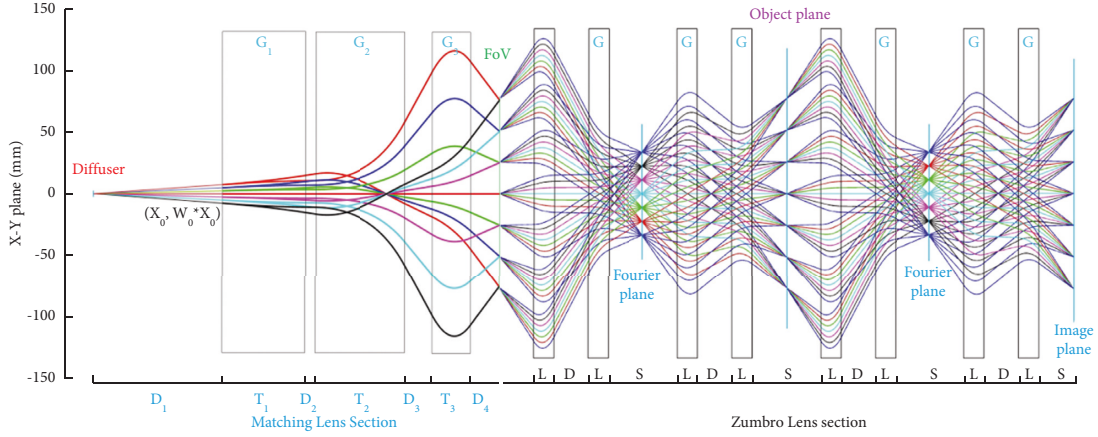 150
100
50
0
-50
-100
-150
X-Y plane (mm)
Diffuser
(X₀, W₀*X₀)
G₁
G₂
G₃
FoV
G
G
G
Object plane
G
G
G
Fourier
plane
Fourier
plane
Image
plane
L D L S L D L S L D L S L D L S
D₁ T₁ D₂ T₂ D₃ T₃ D₄
Matching Lens Section
Zumbro Lens section